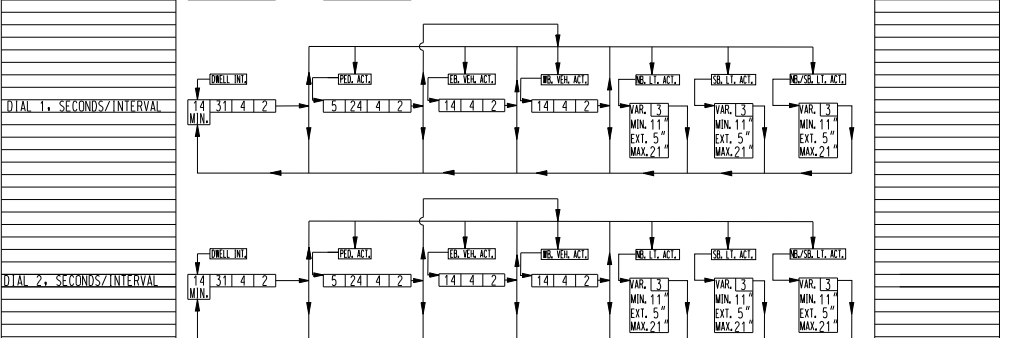 DWELL INT. PED. ACT. EB. VEH. ACT. WB. VEH. ACT. NB. LT. ACT. SB. LT. ACT. NB./SB. LT. ACT.
DIAL 1, SECONDS/INTERVAL 14 31 4 2 5 24 4 2 14 4 2 14 4 2 VAR. 3 VAR. 3 VAR. 3
MIN. MIN. 11" MIN. 11" MIN. 11"
EXT. 5" EXT. 5" EXT. 5"
MAX. 21" MAX. 21" MAX. 21"
DWELL INT. PED. ACT. EB. VEH. ACT. WB. VEH. ACT. NB. LT. ACT. SB. LT. ACT. NB./SB. LT. ACT.
DIAL 2, SECONDS/INTERVAL 14 31 4 2 5 24 4 2 14 4 2 14 4 2 VAR. 3 VAR. 3 VAR. 3
MIN. MIN. 11" MIN. 11" MIN. 11"
EXT. 5" EXT. 5" EXT. 5"
MAX. 21" MAX. 21" MAX. 21"